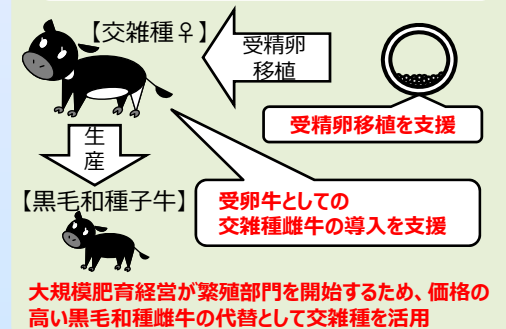 【交雑種♀】
受精卵
移植
受精卵移植を支援
生
産
【黒毛和種子牛】
受卵牛としての
交雑種雌牛の導入を支援
大規模肥育経営が繁殖部門を開始するため、価格の
高い黒毛和種雌牛の代替として交雑種を活用